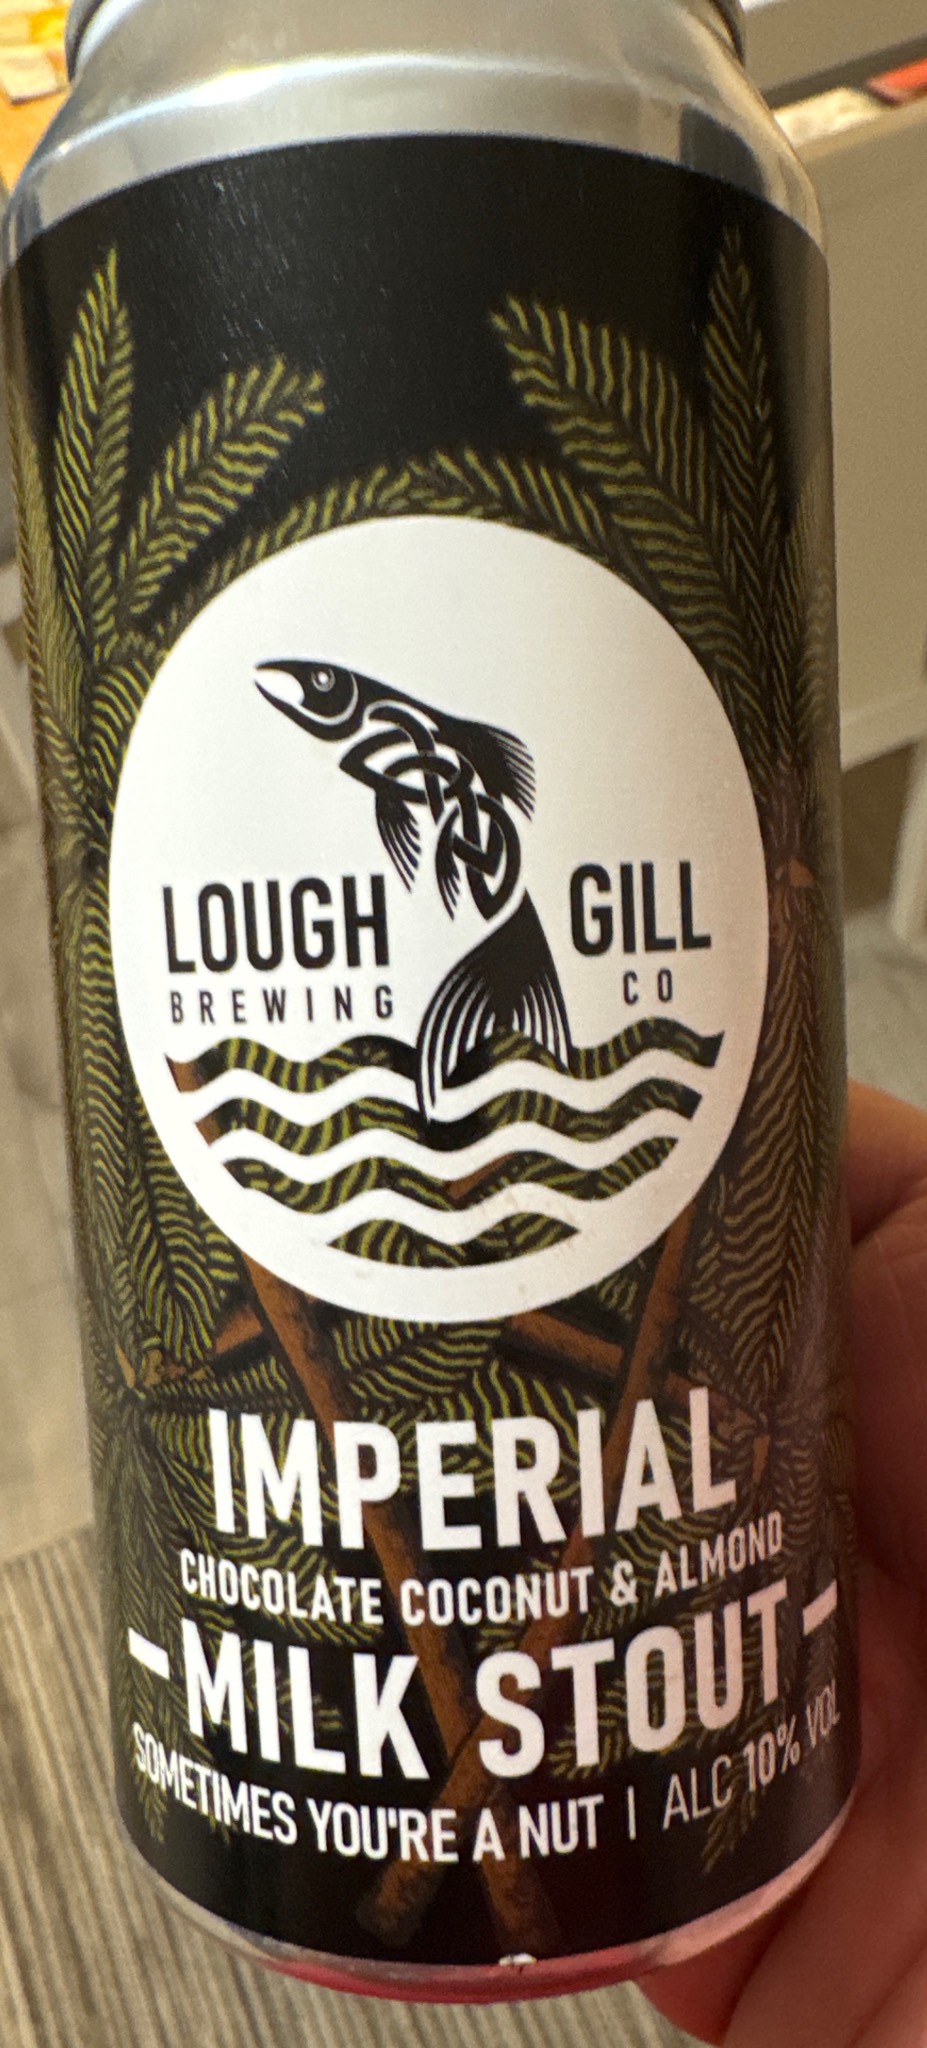 LOUGH GILL
BREWING CO
IMPERIAL
CHOCOLATE COCONUT & ALMOND
-MILK STOUT-
SOMETIMES YOU'RE A NUT | ALC 10% VOL